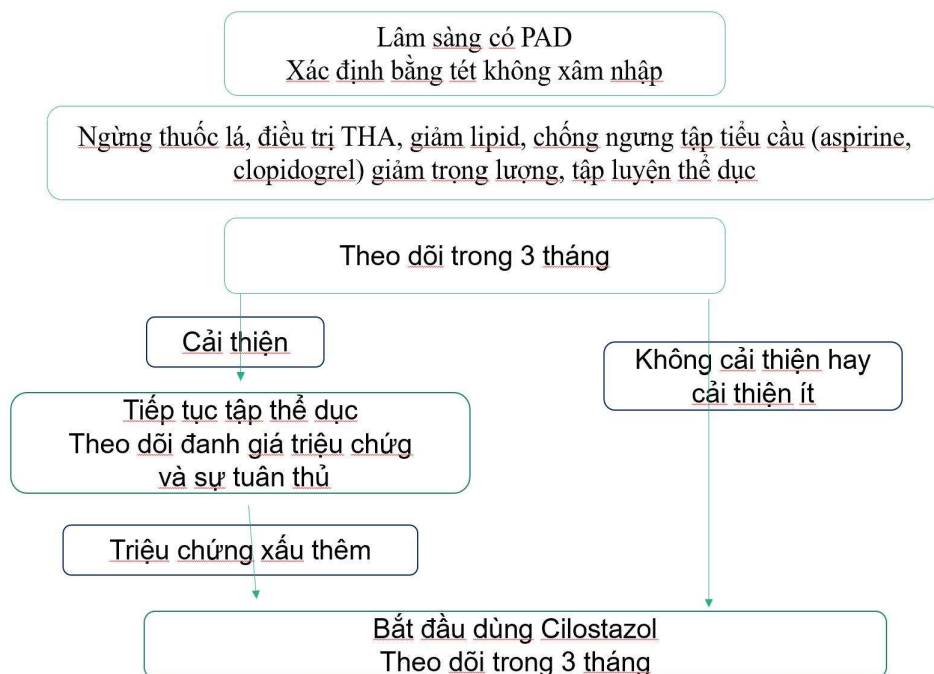 Lâm sàng có PAD
Xác định bằng tét không xâm nhập
Ngừng thuốc lá, điều trị THA, giảm lipid, chống ngưng tập tiểu cầu (aspirine,
clopidogrel) giảm trọng lượng, tập luyện thể dục
Theo dõi trong 3 tháng
Cải thiện
Không cải thiện hay
cải thiện ít
Tiếp tục tập thể dục
Theo dõi đanh giá triệu chứg
và sự tuân thủ
Triệu chứng xấu thêm
Bắt đầu dùng Cilostazol
Theo dõi trong 3 tháng